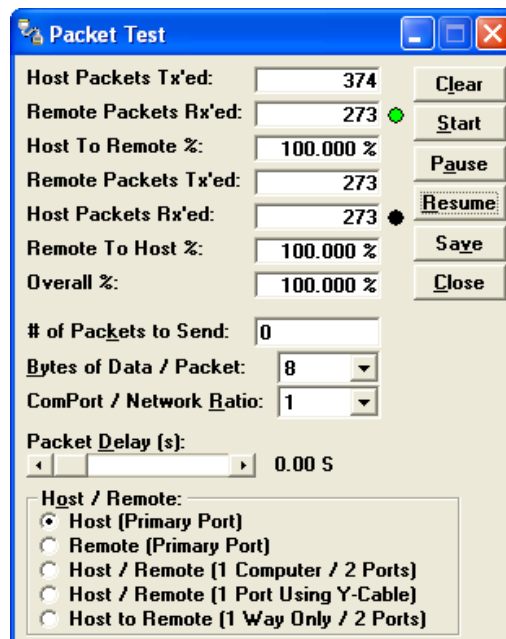 Packet Test
Host Packets Tx'ed: 374 Clear
Remote Packets Rx'ed: 273 Start
Host To Remote %: 100.000 % Pause
Remote Packets Tx'ed: 273
Host Packets Rx'ed: 273 Resume
Remote To Host %: 100.000 % Save
Overall %: 100.000 % Close
# of Packets to Send: 0
Bytes of Data / Packet: 8
ComPort / Network Ratio: 1
Packet Delay (s):
0.00 S
Host / Remote:
Host (Primary Port)
Remote (Primary Port)
Host / Remote (1 Computer / 2 Ports)
Host / Remote (1 Port Using Y-Cable)
Host to Remote (1 Way Only / 2 Ports)